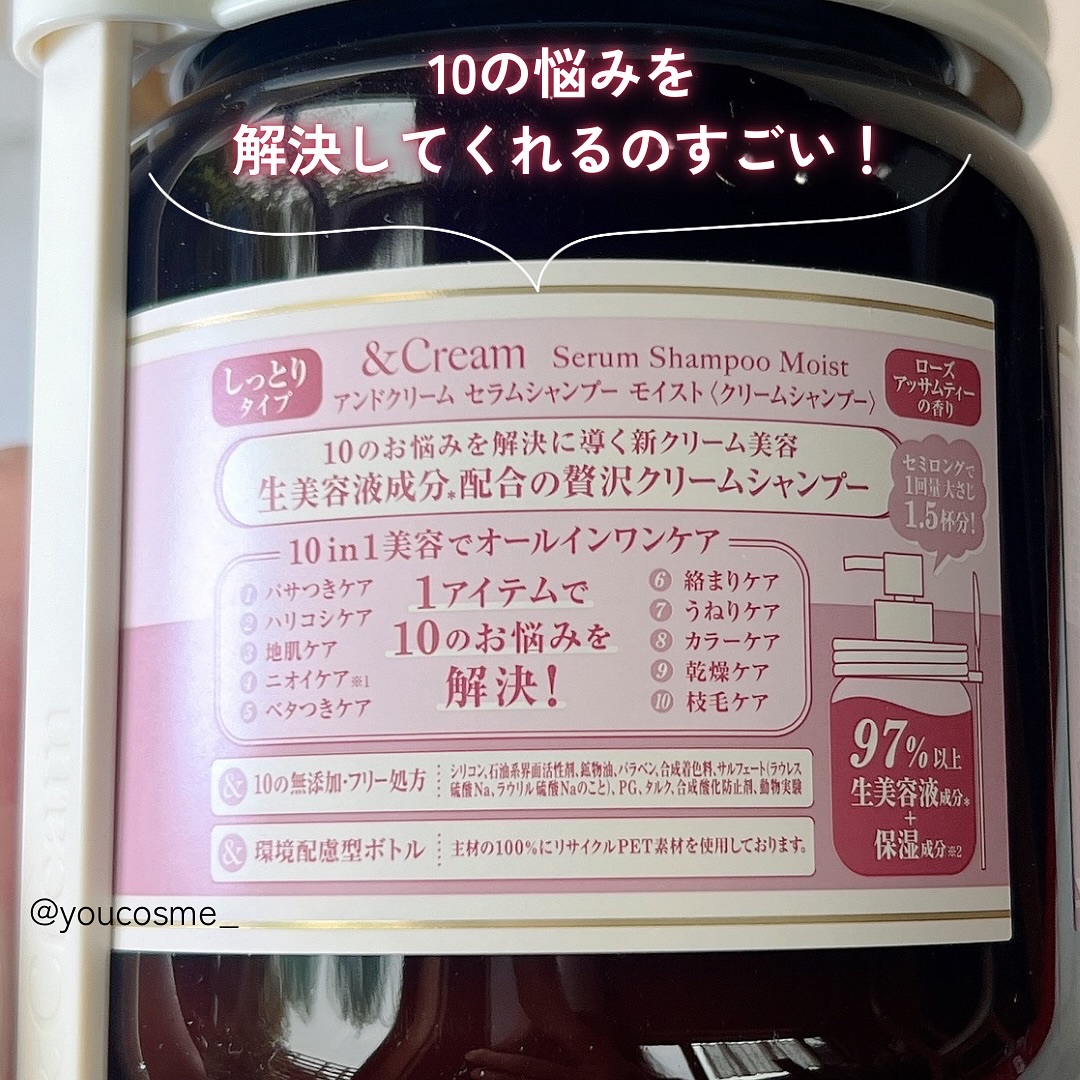 10の悩みを
解決してくれるのすごい！
しっとり
タイプ
&Cream Serum Shampoo Moist
アンドクリーム セラムシャンプー モイスト〈クリームシャンプー〉
ローズ
アッサムティー
の香り
10のお悩みを解決に導く新クリーム美容
生美容液成分*配合の贅沢クリームシャンプー
セミロングで
1回量大さじ
1.5杯分!
10in1美容でオールインワンケア
1 パサつきケア
2 ハリコシケア
3 地肌ケア
4 ニオイケア※1
5 ベタつきケア
1アイテムで
10のお悩みを
解決!
6 絡まりケア
7 うねりケア
8 カラーケア
9 乾燥ケア
10 枝毛ケア
97%以上
生美容液成分*
+
保湿成分※2
& 10の無添加・フリー処方
シリコン、石油系界面活性剤、鉱物油、パラベン、合成着色料、サルフェート(ラウレス
硫酸Na、ラウリル硫酸Naのこと)、PG、タルク、合成酸化防止剤、動物実験
& 環境配慮型ボトル
主材の100%にリサイクルPET素材を使用しております。
@youcosme_
Cream